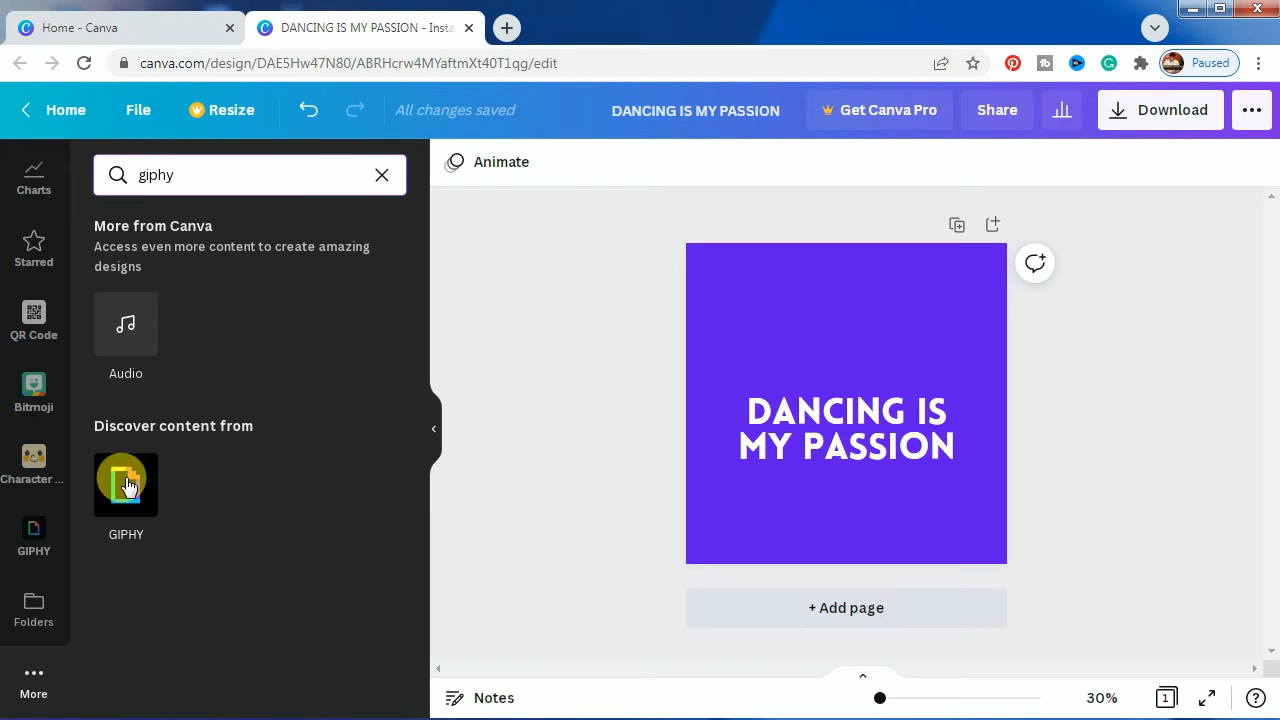 Home - Canva
DANCING IS MY PASSION - Insta
canva.com/design/DAE5Hw47N80/ABRHcrw4MYaftmXt40T1qg/edit
Paused
Home
File
Resize
All changes saved
DANCING IS MY PASSION
Get Canva Pro
Share
Download
Charts
Starred
QR Code
Bitmoji
Character ...
GIPHY
Folders
More
giphy
More from Canva
Access even more content to create amazing
designs
Audio
Discover content from
GIPHY
Animate
DANCING IS
MY PASSION
+ Add page
Notes
30%
1